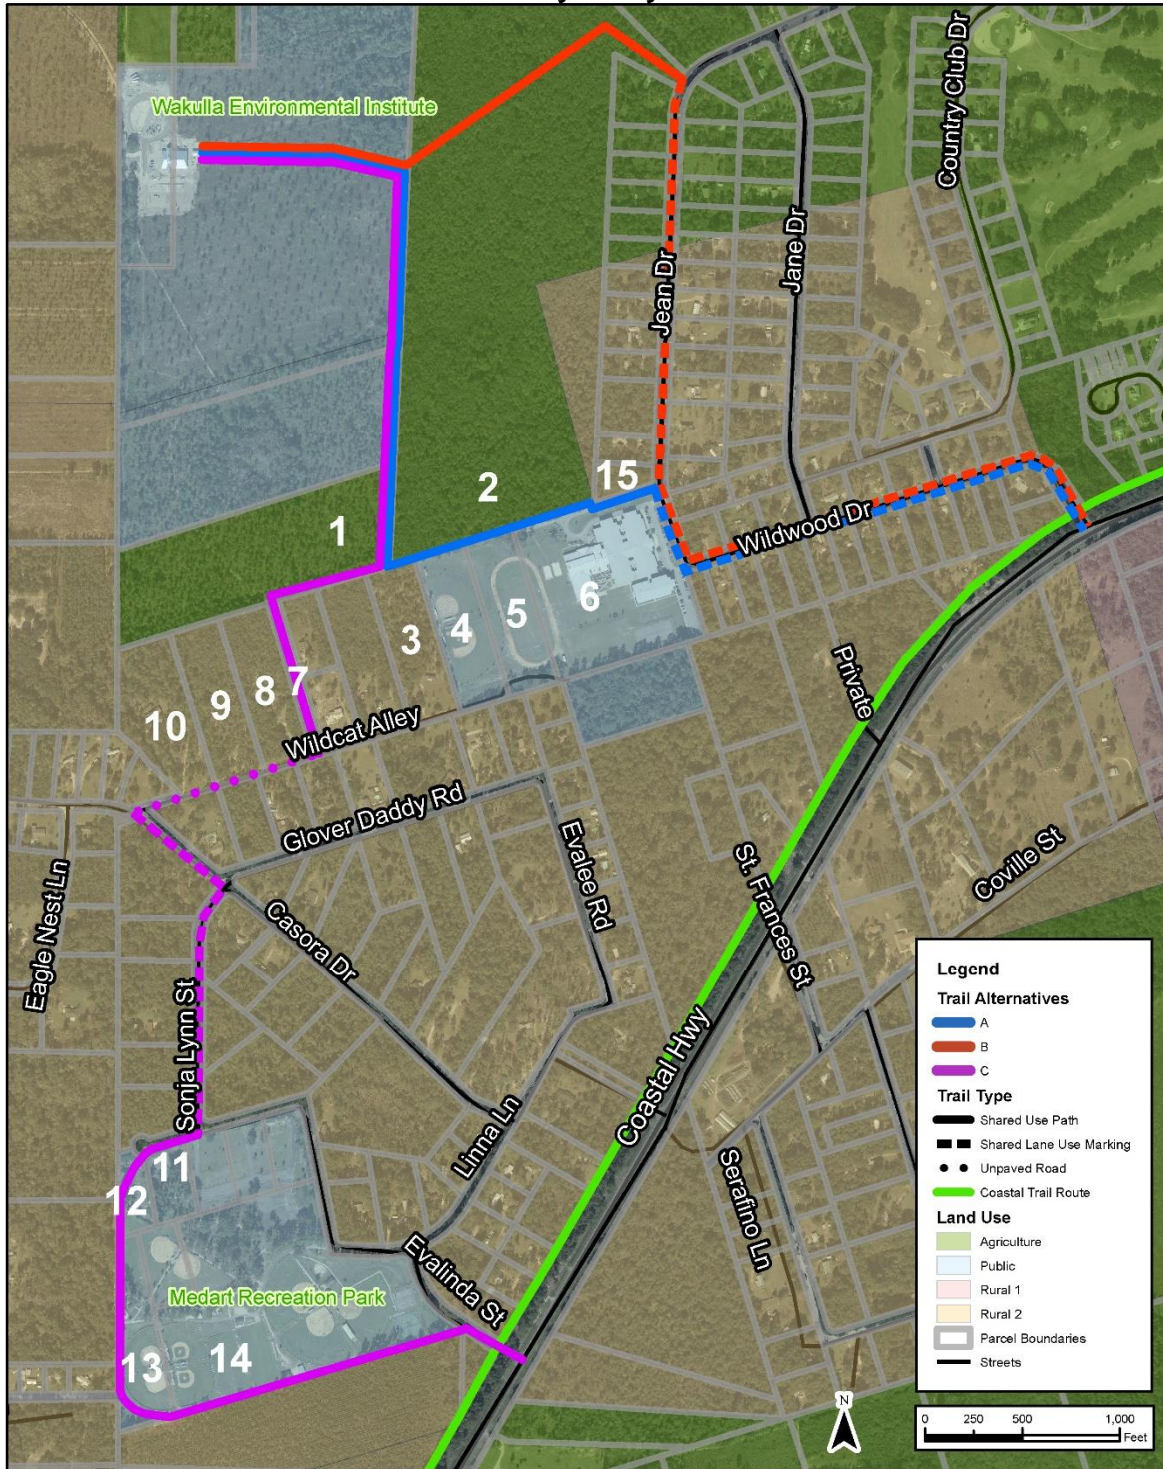 Wakulla Environmental Institute
Country Club Dr
Jane Dr
Jean Dr
15
2
1
Wildwood Dr
6
5
4
3
Private
7
8
9
10
Wildcat Alley
Glover Daddy Rd
Evalee Rd
St. Frances St
Coville St
Eagle Nest Ln
Casora Dr
Sonja Lynn St
Coastal Hwy
Linna Ln
Serafino Ln
11
12
Evalinda St
Medart Recreation Park
13
14
Legend
Trail Alternatives
A
B
C
Trail Type
Shared Use Path
Shared Lane Use Marking
Unpaved Road
Coastal Trail Route
Land Use
Agriculture
Public
Rural 1
Rural 2
Parcel Boundaries
Streets
N
0 250 500 1,000
Feet